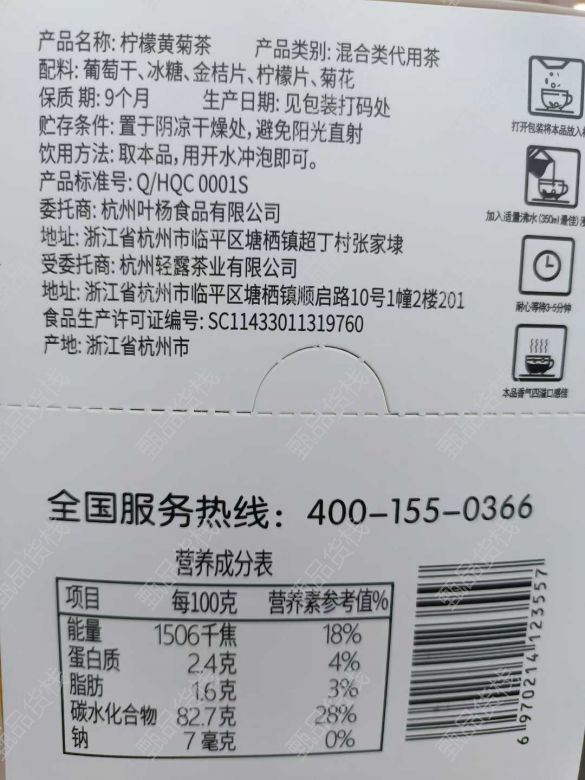 产品名称: 柠檬黄菊茶 产品类别: 混合类代用茶
配料: 葡萄干、冰糖、金桔片、柠檬片、菊花
保质 期: 9个月 生产日期: 见包装打码处
贮存条件: 置于阴凉干燥处, 避免阳光直射
饮用方法: 取本品, 用开水冲泡即可。
产品标准号: Q/HQC 0001S
委托商: 杭州叶杨食品有限公司
地址: 浙江省杭州市临平区塘栖镇超丁村张家埭
受委托商: 杭州轻露茶业有限公司
地址: 浙江省杭州市临平区塘栖镇顺启路10号1幢2楼201
食品生产许可证编号: SC11433011319760
产地: 浙江省杭州市
打开包装将本品放入
加入适量沸水(350ml最佳)
耐心等待3-5分钟
本品香气四溢口感佳
全国服务热线: 400-155-0366
营养成分表
项目 每100克 营养素参考值%
能量 1506千焦 18%
蛋白质 2.4克 4%
脂肪 1.6克 3%
碳水化合物 82.7克 28%
钠 7毫克 0%
6 970214 123557
甄品货栈